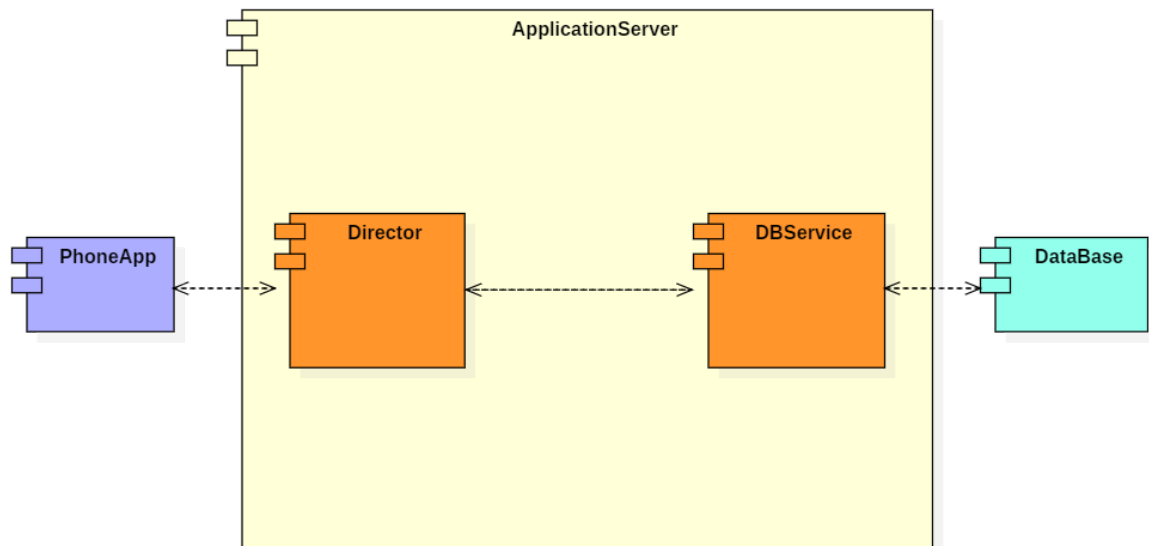 ApplicationServer
PhoneApp
Director
DBService
DataBase